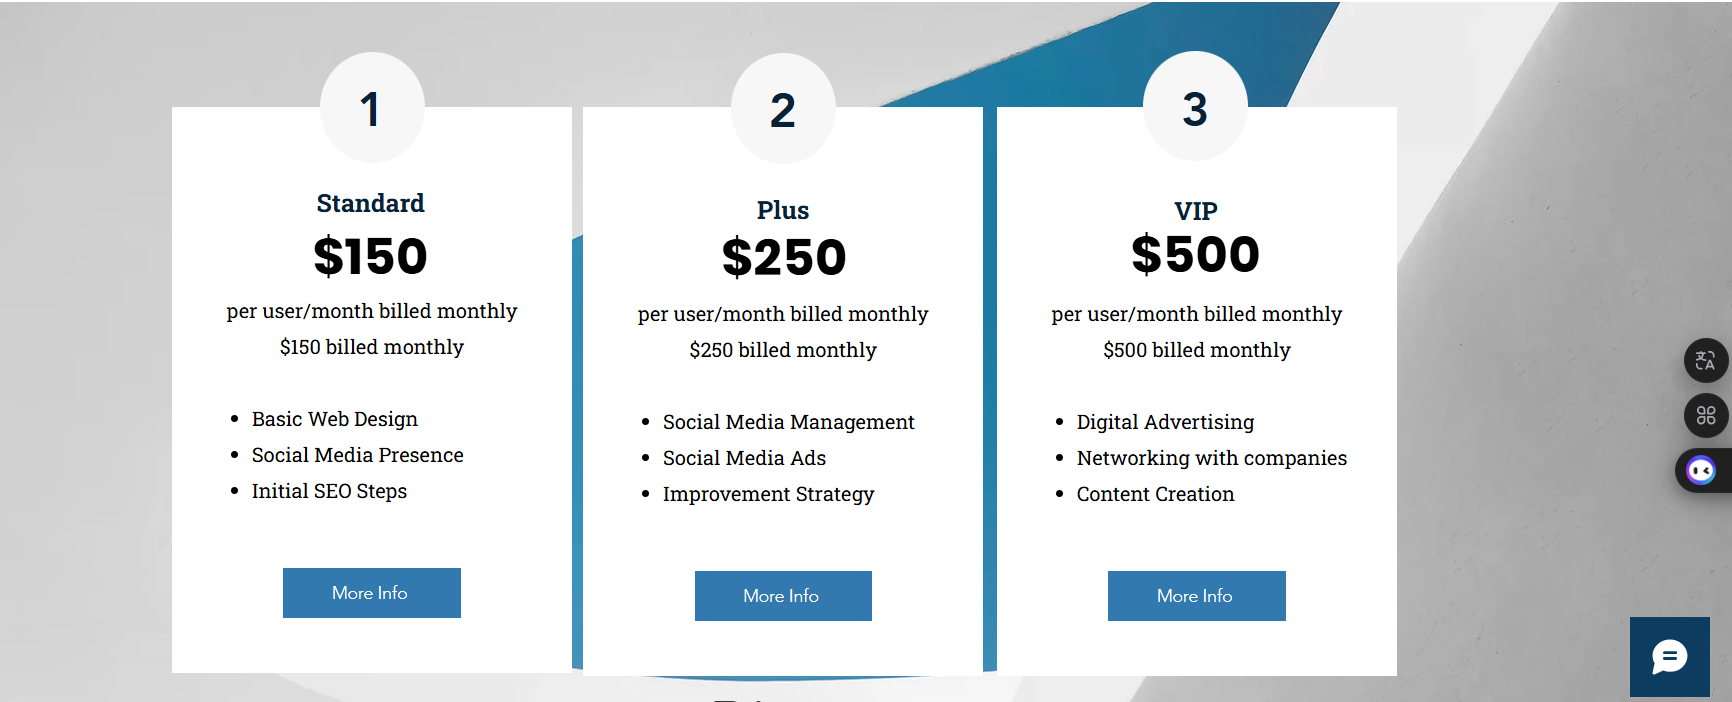 1
Standard
$150
per user/month billed monthly
$150 billed monthly
• Basic Web Design
• Social Media Presence
• Initial SEO Steps
More Info
2
Plus
$250
per user/month billed monthly
$250 billed monthly
• Social Media Management
• Social Media Ads
• Improvement Strategy
More Info
3
VIP
$500
per user/month billed monthly
$500 billed monthly
• Digital Advertising
• Networking with companies
• Content Creation
More Info